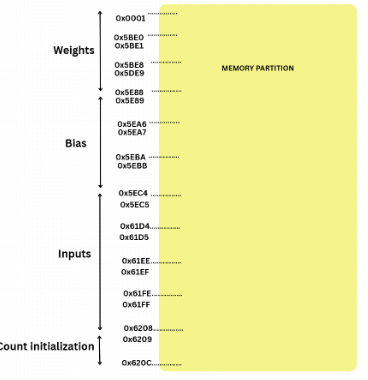 0x0001
0x5BE0
0x5BE1
Weights
0x5BE8
0x5DE9
MEMORY PARTITION
0x5E88
0x5E89
0x5EA6
0x5EA7
Bias
0x5EBA
0x5EBB
0x5EC4
0x5EC5
0x61D4
0x61D5
Inputs
0x61EE
0x61EF
0x61FE
0x61FF
0x6208
0x6209
Count initialization
0x620C